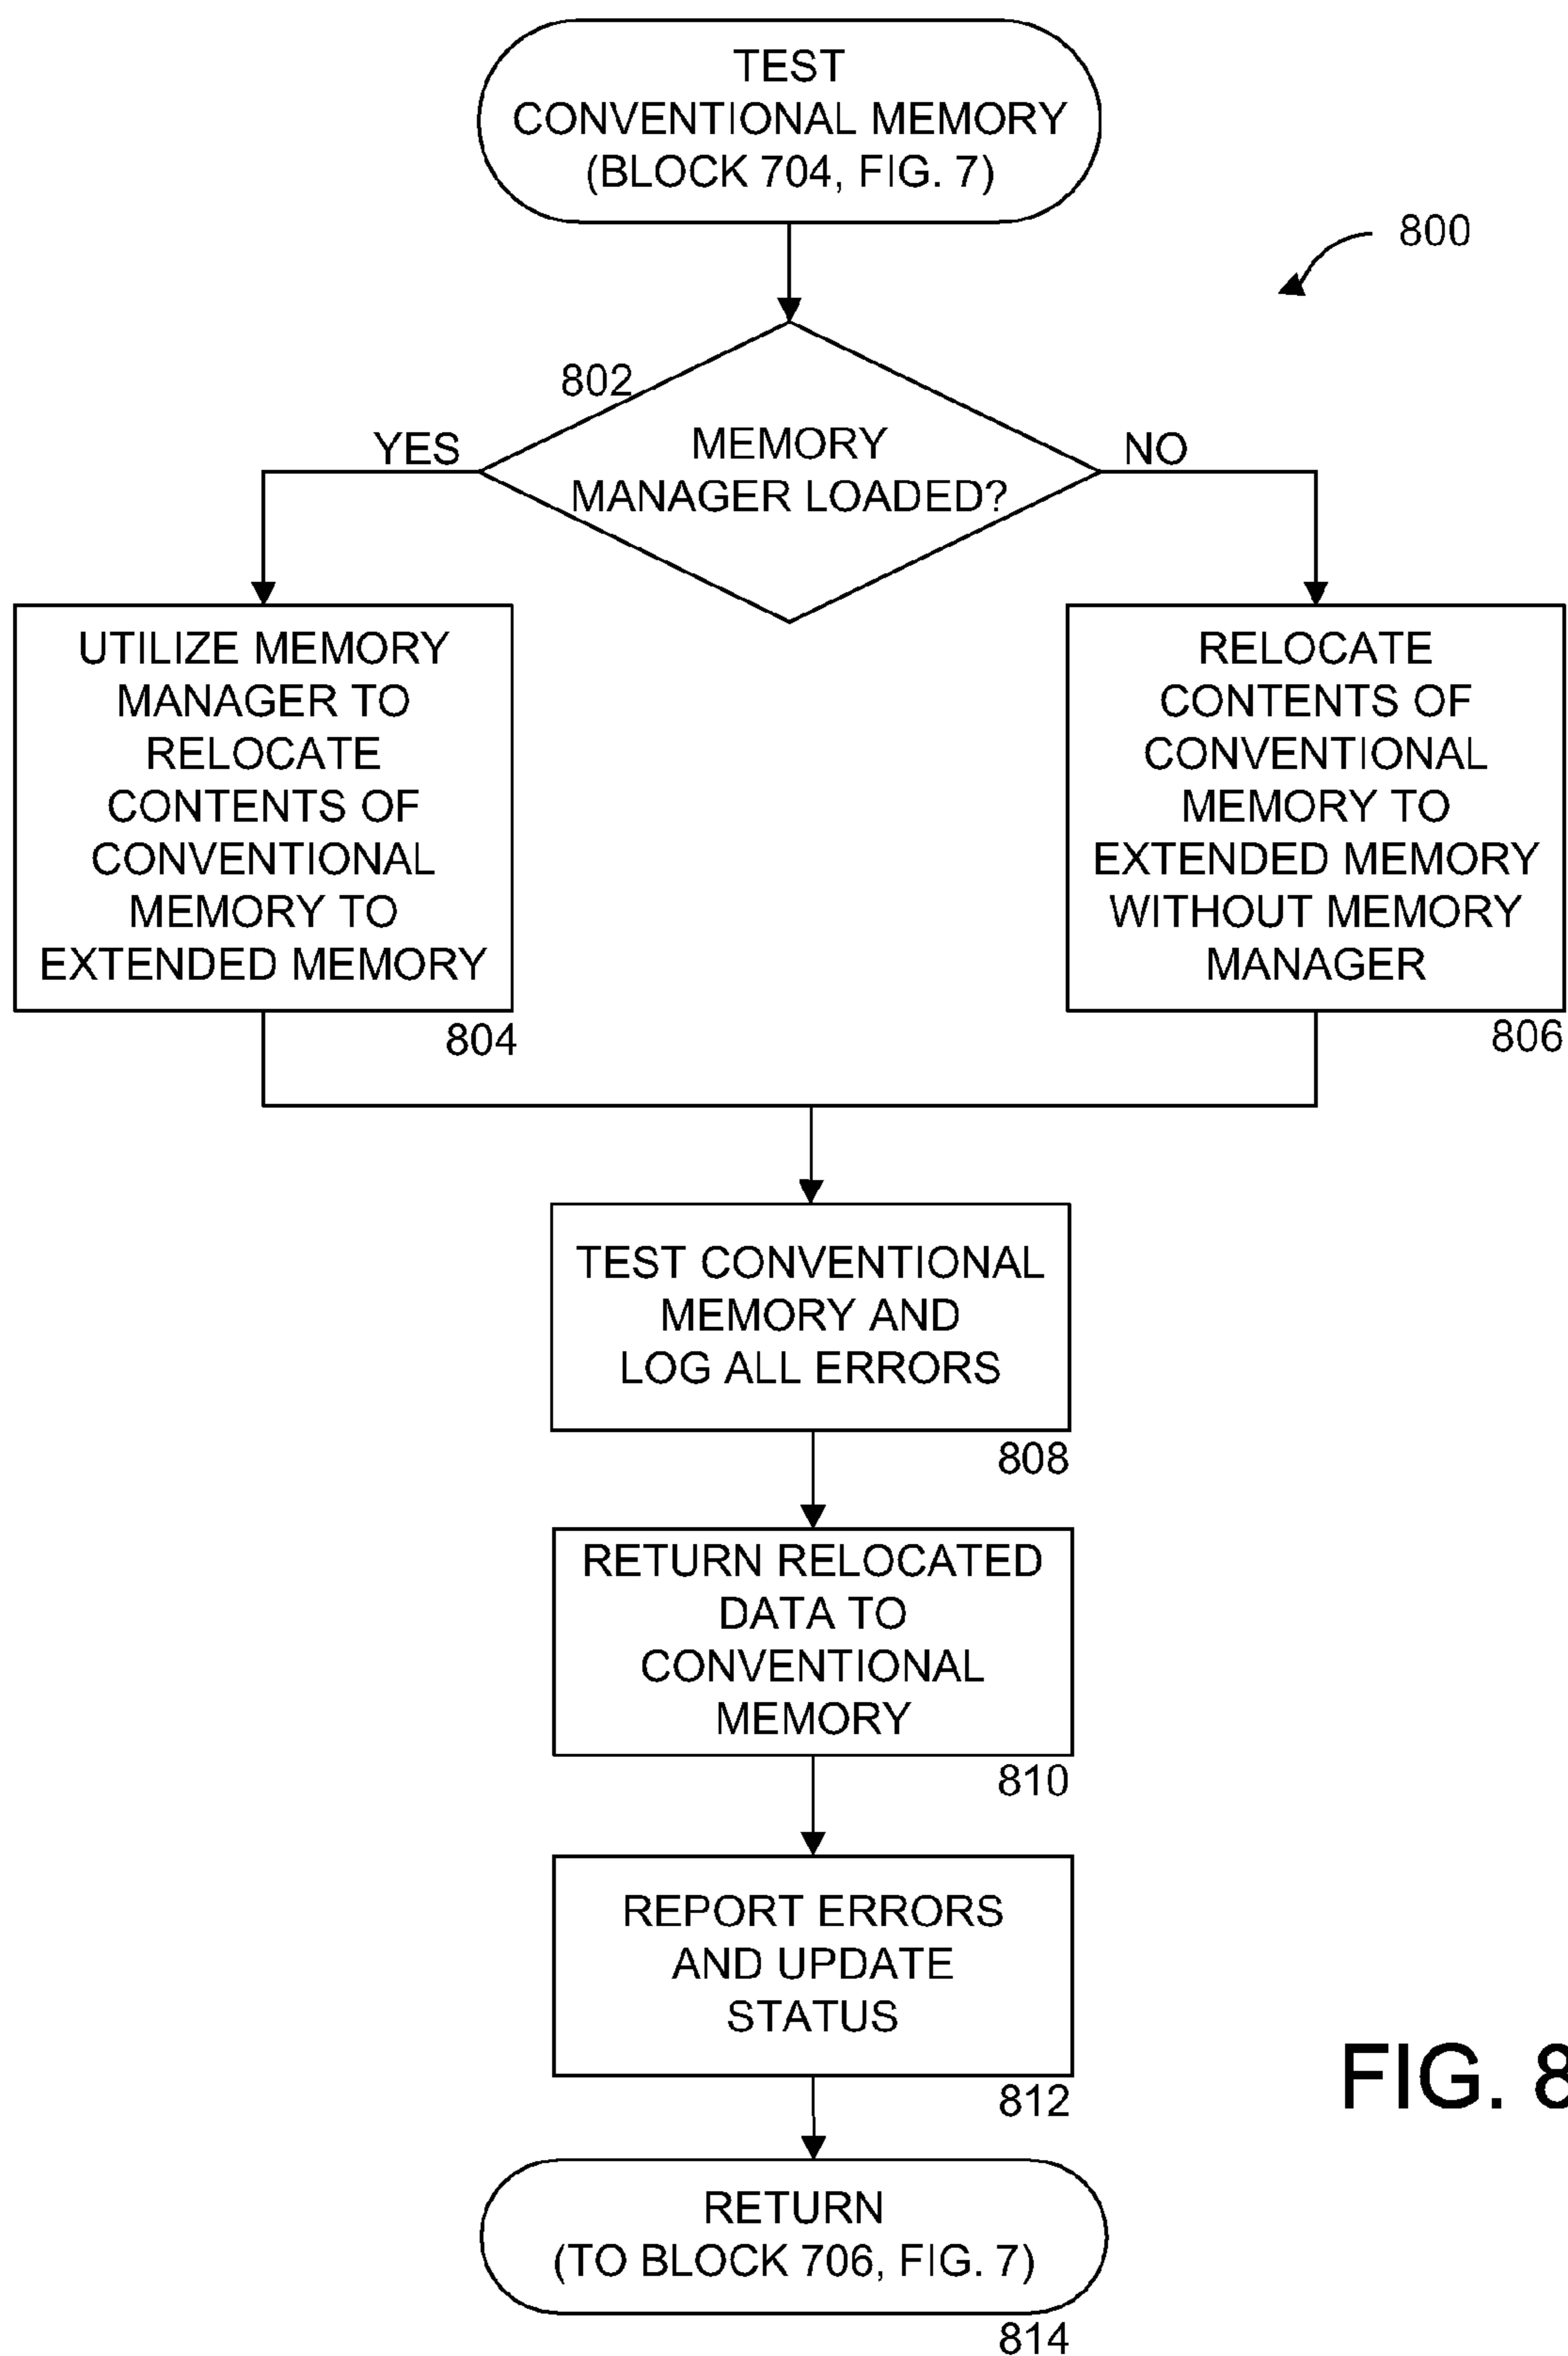 TEST
CONVENTIONAL MEMORY
(BLOCK 704, FIG. 7)
800
802
YES
MEMORY
MANAGER LOADED?
NO
UTILIZE MEMORY
MANAGER TO
RELOCATE
CONTENTS OF
CONVENTIONAL
MEMORY TO
EXTENDED MEMORY
804
RELOCATE
CONTENTS OF
CONVENTIONAL
MEMORY TO
EXTENDED MEMORY
WITHOUT MEMORY
MANAGER
806
TEST CONVENTIONAL
MEMORY AND
LOG ALL ERRORS
808
RETURN RELOCATED
DATA TO
CONVENTIONAL
MEMORY
810
REPORT ERRORS
AND UPDATE
STATUS
812
RETURN
(TO BLOCK 706, FIG. 7)
814
FIG. 8